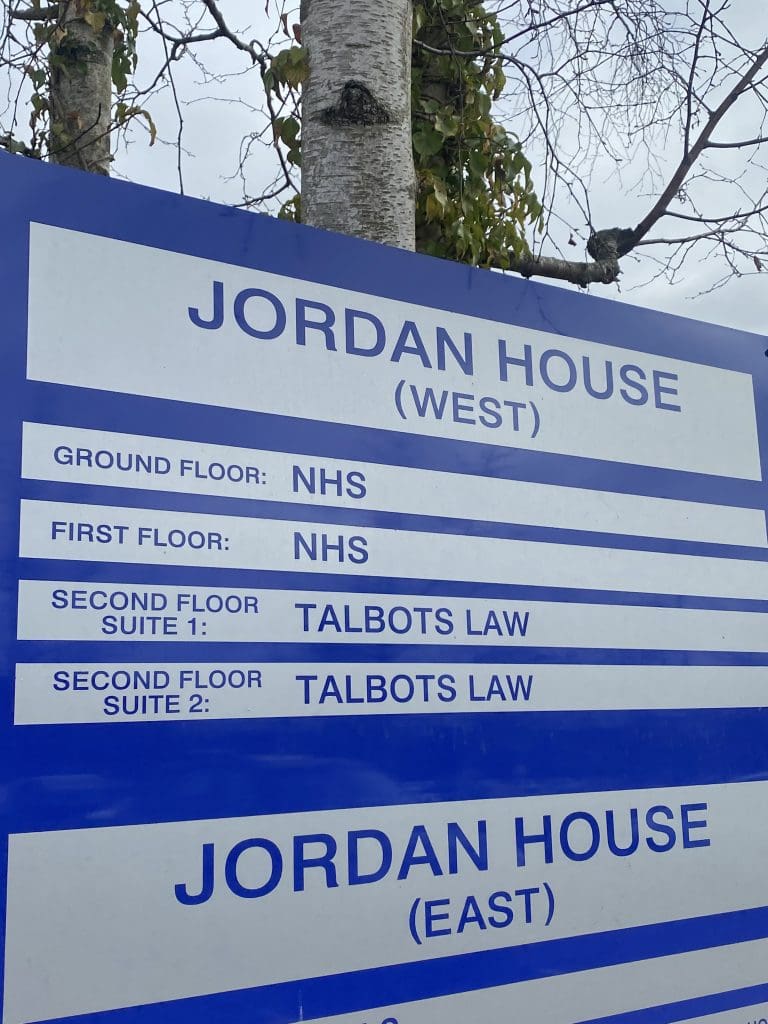 JORDAN HOUSE
(WEST)
GROUND FLOOR: NHS
FIRST FLOOR: NHS
SECOND FLOOR
SUITE 1: TALBOTS LAW
SECOND FLOOR
SUITE 2: TALBOTS LAW
JORDAN HOUSE
(EAST)